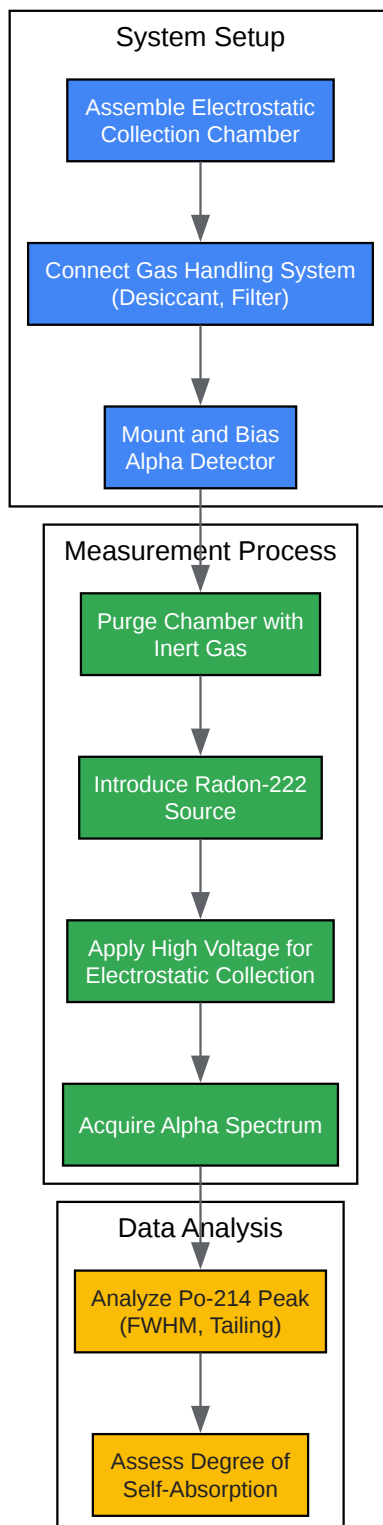 System Setup
Assemble Electrostatic
Collection Chamber
Connect Gas Handling System
(Desiccant, Filter)
Mount and Bias
Alpha Detector
Measurement Process
Purge Chamber with
Inert Gas
Introduce Radon-222
Source
Apply High Voltage for
Electrostatic Collection
Acquire Alpha Spectrum
Data Analysis
Analyze Po-214 Peak
(FWHM, Tailing)
Assess Degree of
Self-Absorption